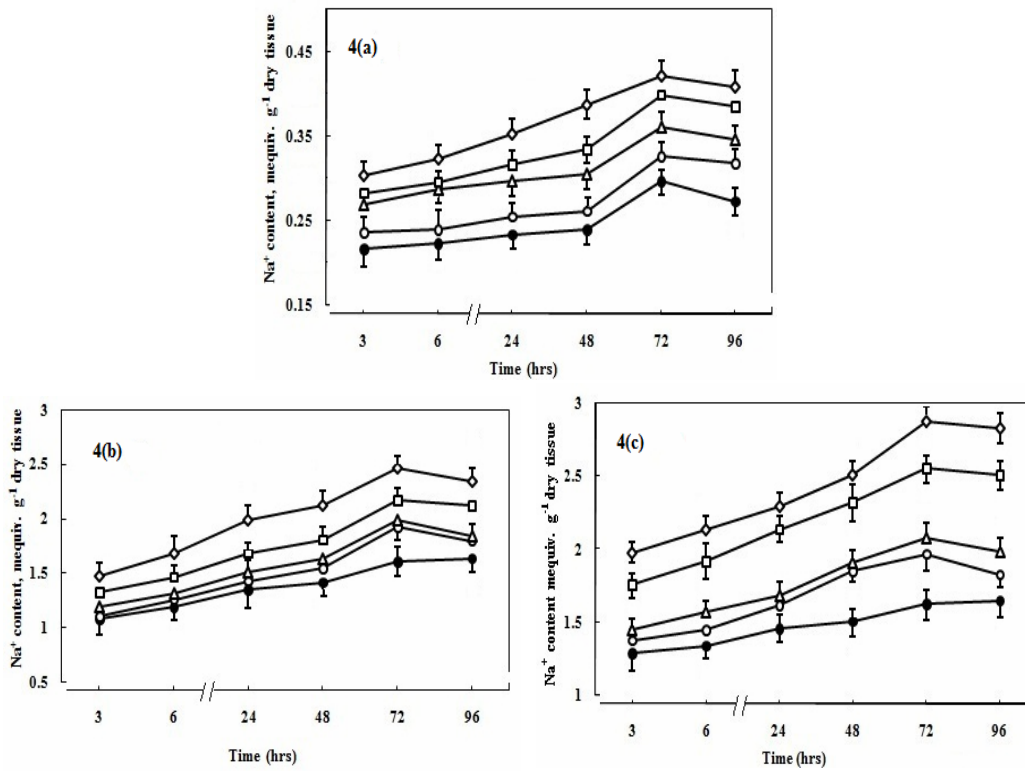 4(a)
Na⁺ content, mequiv. g⁻¹ dry tissue
0.45
0.35
0.25
0.15
3 6 24 48 72 96
Time (hrs)
4(b)
Na⁺ content, mequiv. g⁻¹ dry tissue
3
2.5
2
1.5
1
0.5
3 6 24 48 72 96
Time (hrs)
4(c)
Na⁺ content mequiv. g⁻¹ dry tissue
3
2.5
2
1.5
1
3 6 24 48 72 96
Time (hrs)